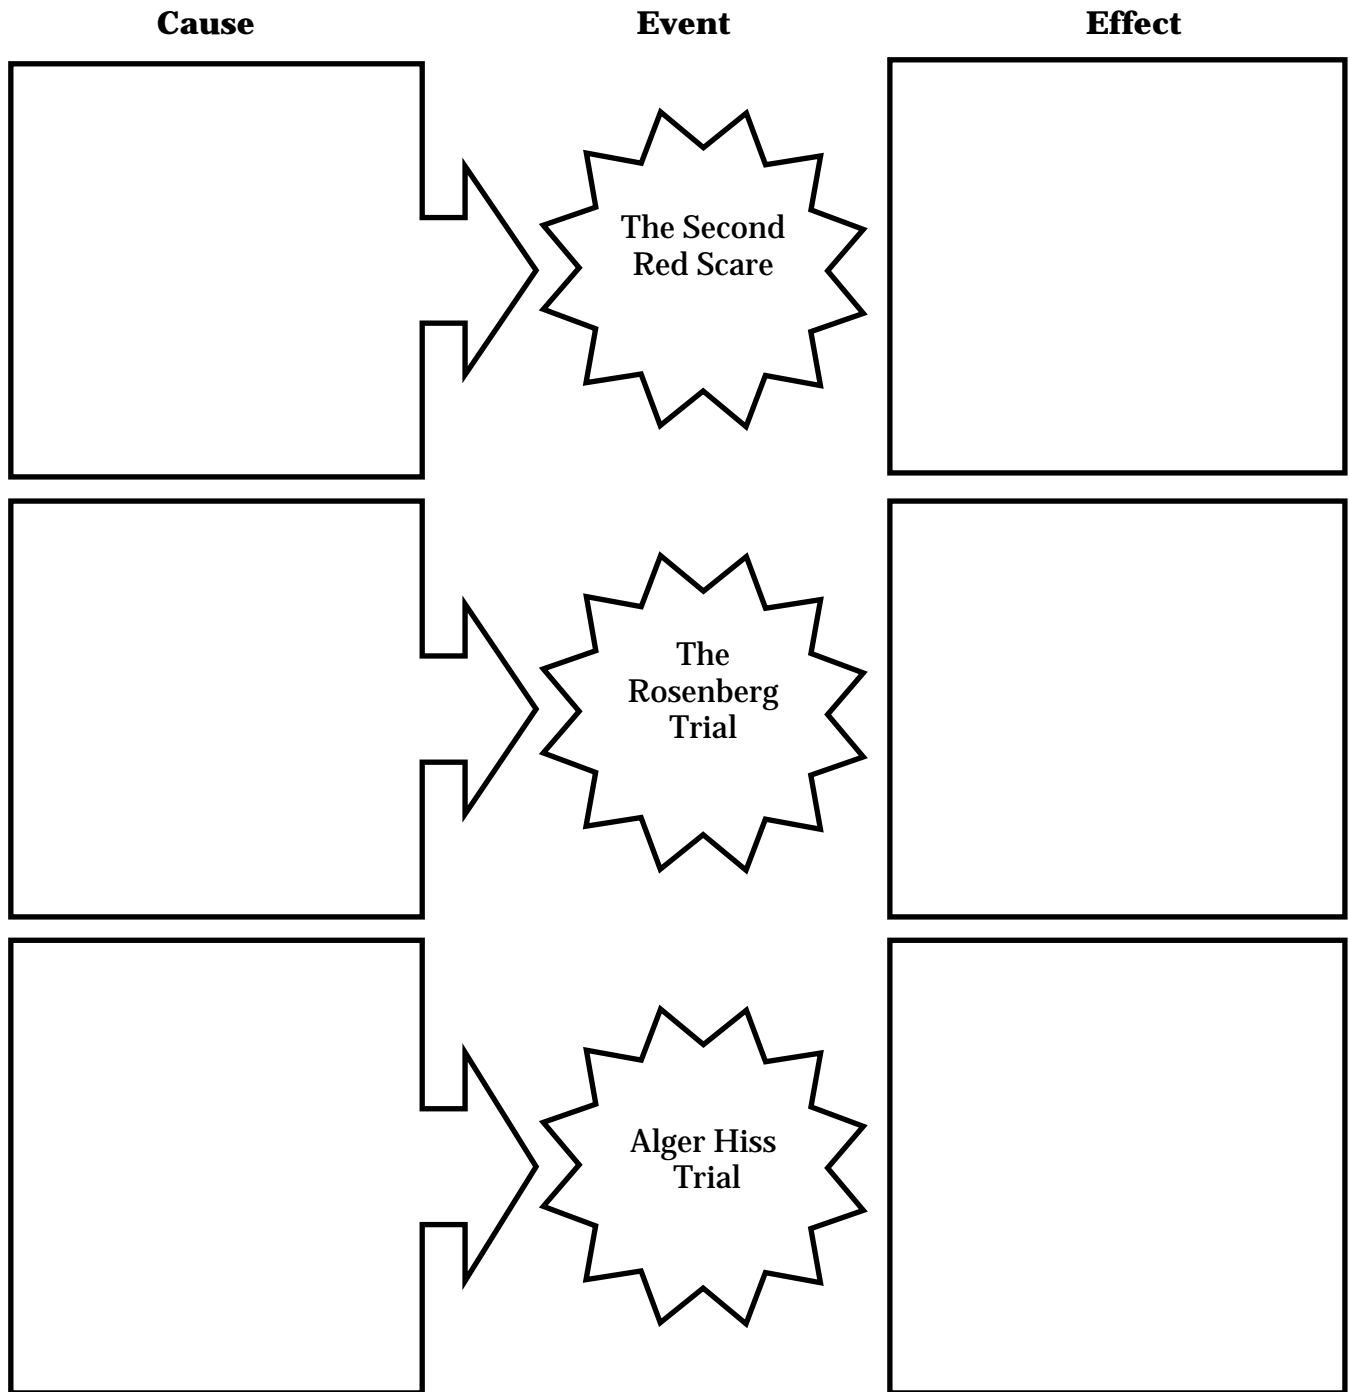 Cause
Event
Effect
The Second
Red Scare
The
Rosenberg
Trial
Alger Hiss
Trial